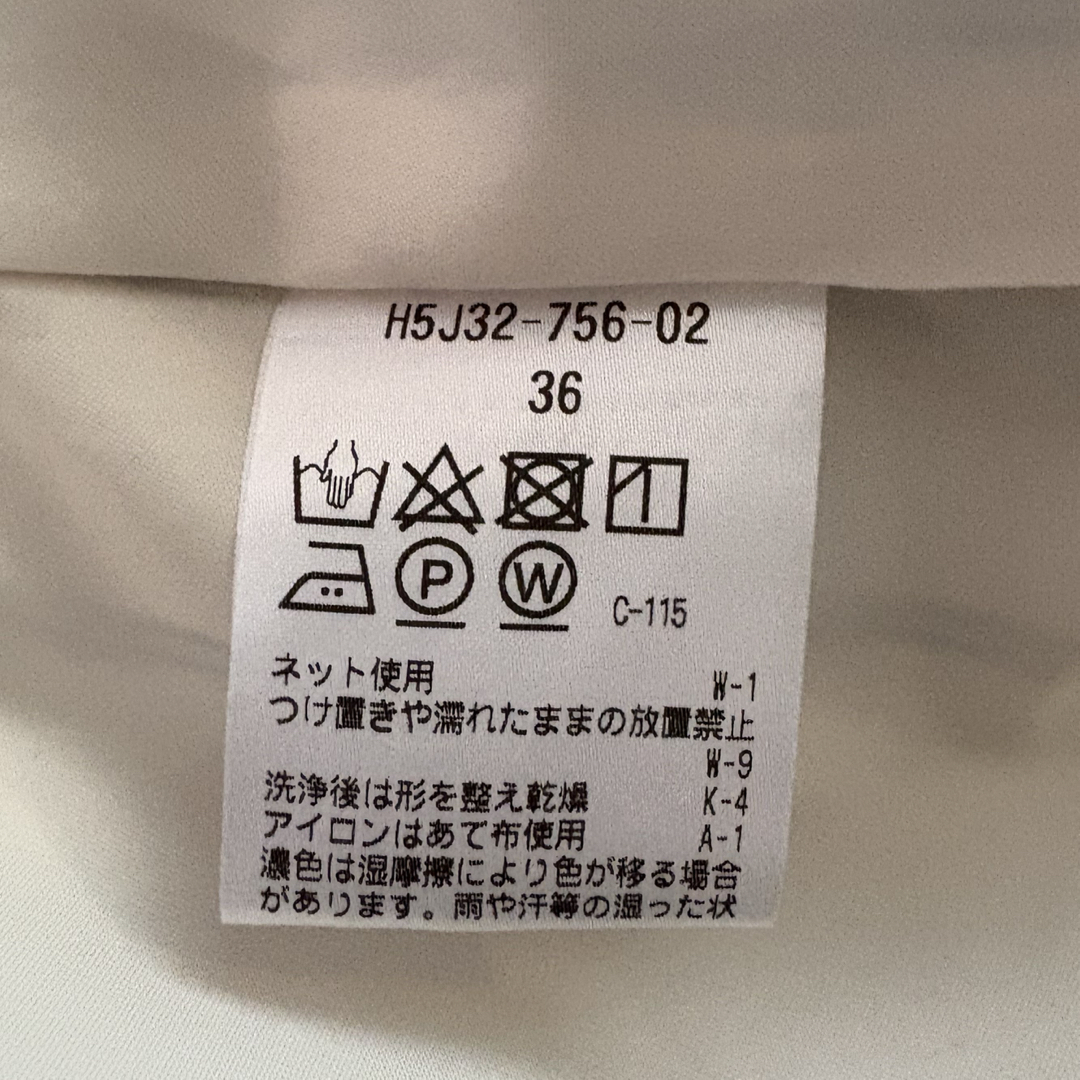 H5J32-756-02
36
P W C-115
ネット使用 W-1
つけ置きや濡れたままの放置禁止
W-9
洗浄後は形を整え乾燥 K-4
アイロンはあて布使用 A-1
濃色は湿摩擦により色が移る場合
があります。雨や汗等の湿った状